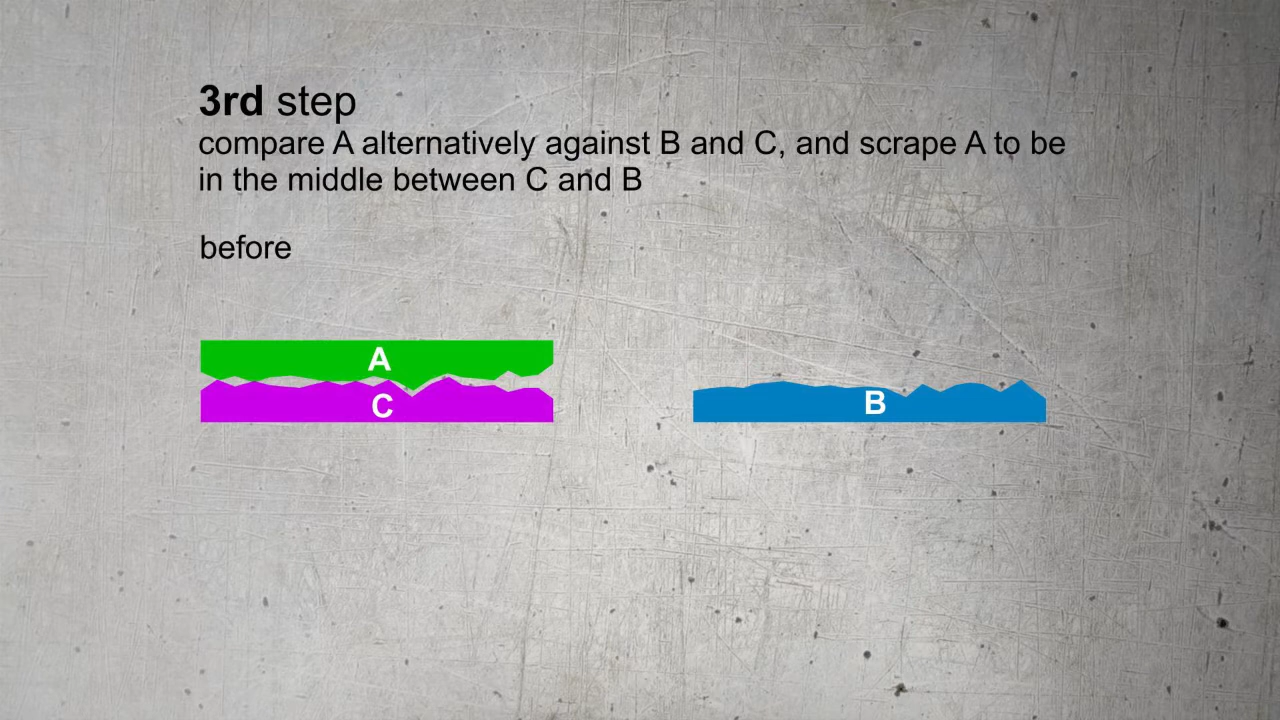 3rd step
compare A alternatively against B and C, and scrape A to be
in the middle between C and B
before
A
C
B